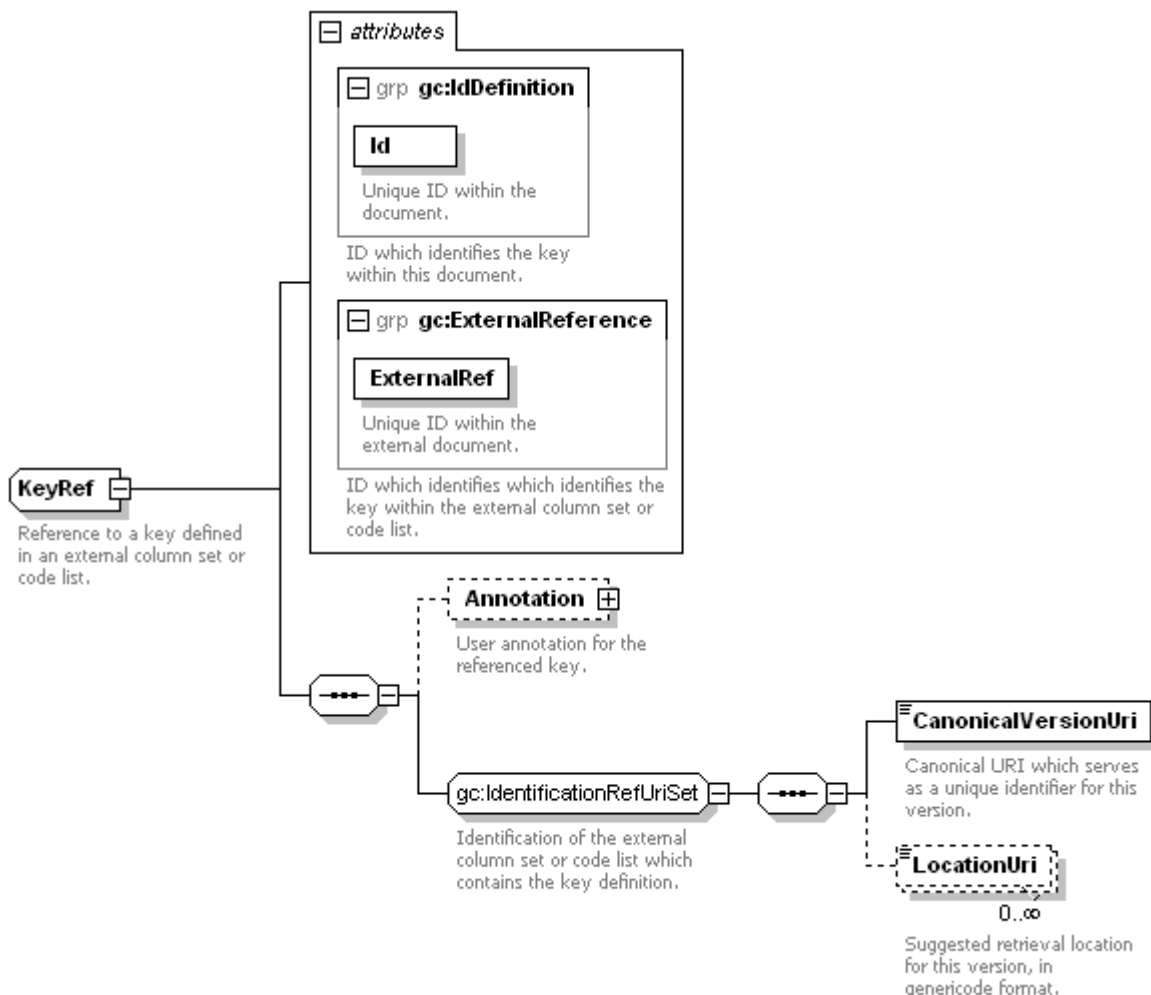 attributes
grp gc:IdDefinition
Id
Unique ID within the
document.
ID which identifies the key
within this document.
grp gc:ExternalReference
ExternalRef
Unique ID within the
external document.
ID which identifies which identifies the
key within the external column set or
code list.
KeyRef
Reference to a key defined
in an external column set or
code list.
Annotation
User annotation for the
referenced key.
gc:IdentificationRefUriSet
Identification of the external
column set or code list which
contains the key definition.
CanonicalVersionUri
Canonical URI which serves
as a unique identifier for this
version.
LocationUri
0..∞
Suggested retrieval location
for this version, in
genericode format.